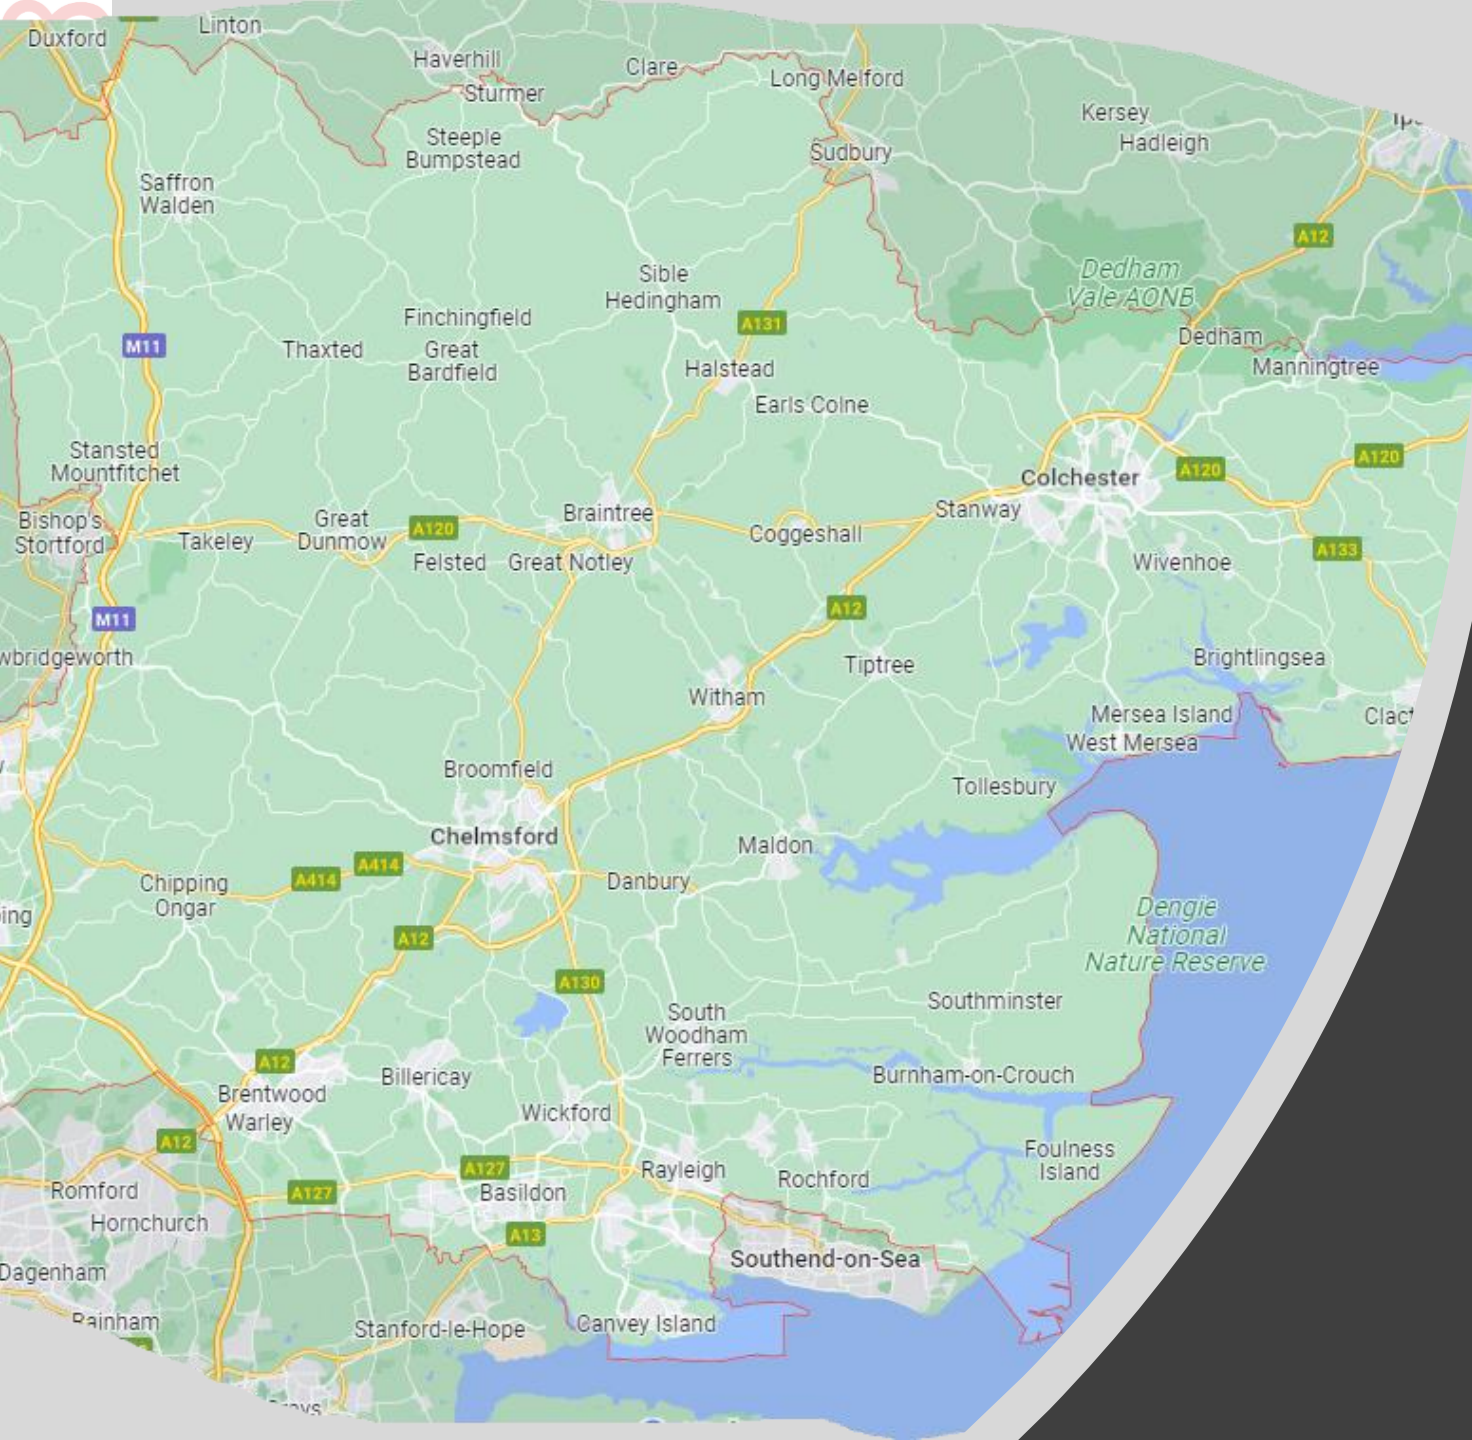 Linton
Duxford
Haverhill
Clare
Long Melford
Sturmer
Kersey
Steeple
Bumpstead
Hadleigh
Sudbury
Saffron
Walden
A12
Dedham
Vale AONB
Sible
Hedingham
Finchingfield
A131
Dedham
M11
Thaxted
Great
Bardfield
Halstead
Manningtree
Earls Colne
Stansted
Mountfitchet
A120
A120
Colchester
Stanway
Bishop's
Stortford
Takeley
Great
Dunmow
A120
Braintree
Coggeshall
Felsted
Great Notley
A133
Wivenhoe
M11
A12
wbridgeworth
Tiptree
Brightlingsea
Witham
Mersea Island
Clact
West Mersea
Broomfield
Tollesbury
Chelmsford
Maldon
A414
A414
Danbury
Chipping
Ongar
ing
A12
Dengie
National
Nature Reserve
A130
Southminster
South
Woodham
Ferrers
A12
Billericay
Burnham-on-Crouch
Brentwood
Warley
Wickford
A12
Foulness
Island
A127
Rayleigh
Rochford
Romford
A127
Basildon
Hornchurch
A13
Southend-on-Sea
Dagenham
Rainham
Stanford-le-Hope
Canvey Island